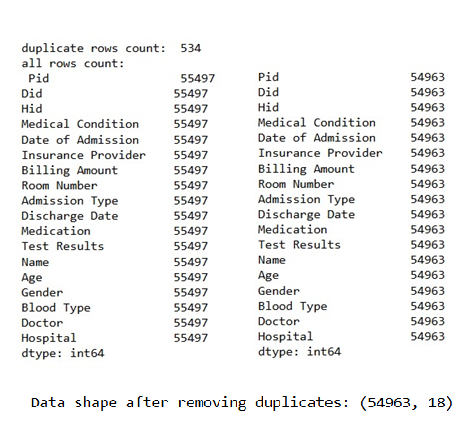 duplicate rows count:  534
all rows count:
Pid 55497
Did 55497
Hid 55497
Medical Condition 55497
Date of Admission 55497
Insurance Provider 55497
Billing Amount 55497
Room Number 55497
Admission Type 55497
Discharge Date 55497
Medication 55497
Test Results 55497
Name 55497
Age 55497
Gender 55497
Blood Type 55497
Doctor 55497
Hospital 55497
dtype: int64
Pid 54963
Did 54963
Hid 54963
Medical Condition 54963
Date of Admission 54963
Insurance Provider 54963
Billing Amount 54963
Room Number 54963
Admission Type 54963
Discharge Date 54963
Medication 54963
Test Results 54963
Name 54963
Age 54963
Gender 54963
Blood Type 54963
Doctor 54963
Hospital 54963
dtype: int64
Data shape after removing duplicates: (54963, 18)